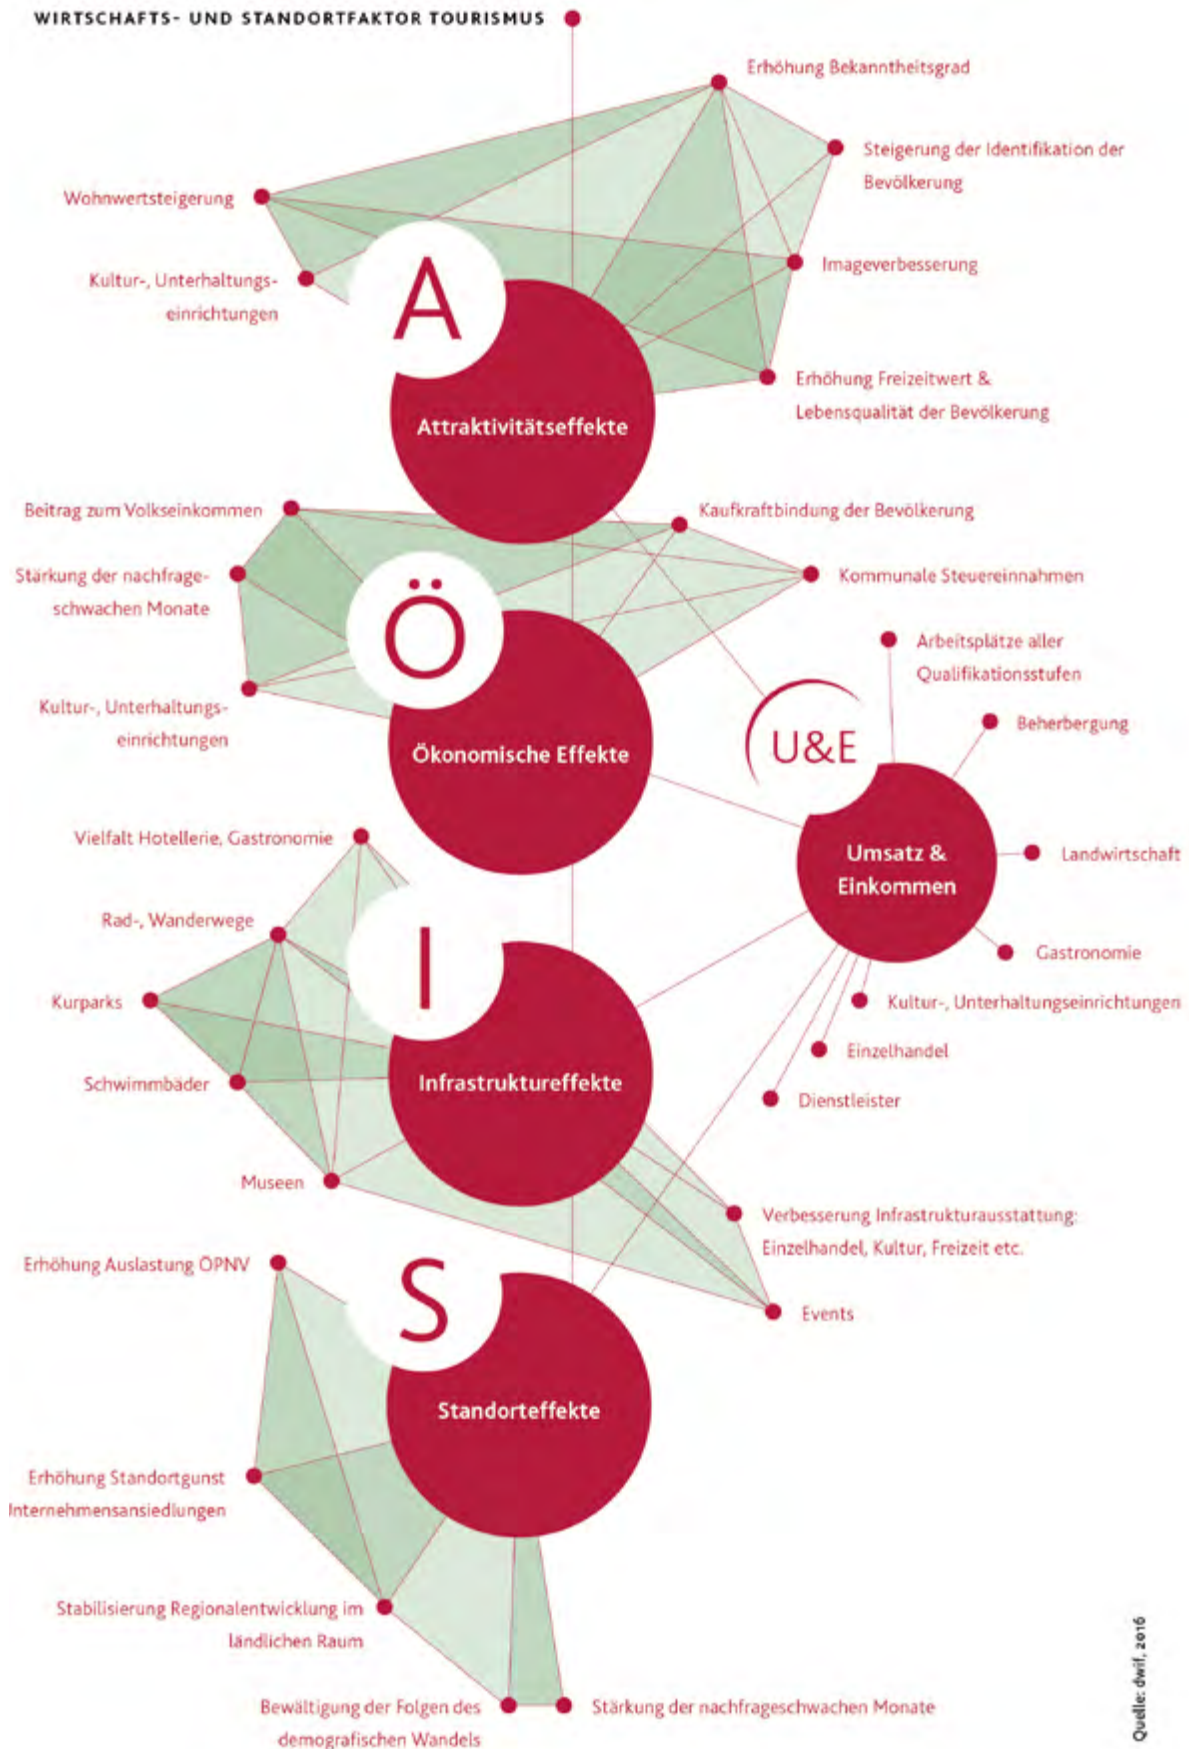 WIRTSCHAFTS- UND STANDORTFAKTOR TOURISMUS
Erhöhung Bekanntheitsgrad
Steigerung der Identifikation der
Bevölkerung
Wohnwertsteigerung
Kultur-, Unterhaltungs-
einrichtungen
Imageverbesserung
A
Erhöhung Freizeitwert &
Lebensqualität der Bevölkerung
Attraktivitätseffekte
Beitrag zum Volkseinkommen
Kaufkraftbindung der Bevölkerung
Stärkung der nachfrage-
schwachen Monate
Kommunale Steuereinnahmen
Ö
Kultur-, Unterhaltungs-
einrichtungen
Ökonomische Effekte
Arbeitsplätze aller
Qualifikationsstufen
Beherbergung
U&E
Umsatz &
Einkommen
Landwirtschaft
Gastronomie
Kultur-, Unterhaltungseinrichtungen
Einzelhandel
Dienstleister
Vielfalt Hotellerie, Gastronomie
Rad-, Wanderwege
I
Kurparks
Schwimmbäder
Infrastruktureffekte
Museen
Verbesserung Infrastrukturausstattung:
Einzelhandel, Kultur, Freizeit etc.
Events
Erhöhung Auslastung ÖPNV
S
Standorteffekte
Erhöhung Standortgunst
Internehmensansiedlungen
Stabilisierung Regionalentwicklung im
ländlichen Raum
Bewältigung der Folgen des
demografischen Wandels
Stärkung der nachfrageschwachen Monate
Quelle: dwif, 2016